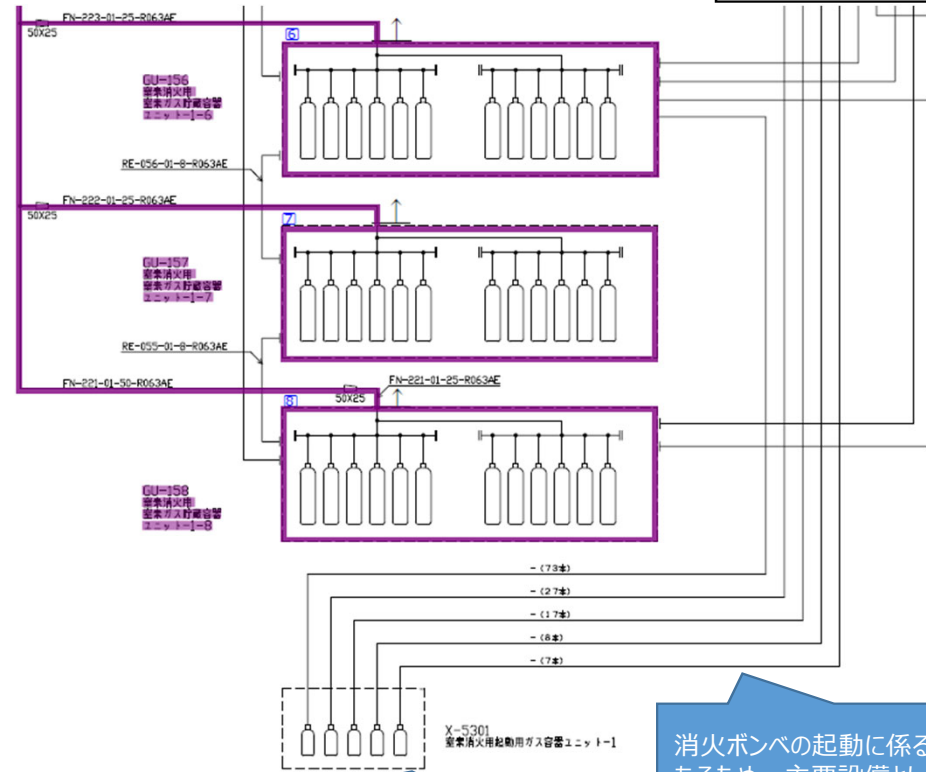 FN-223-01-25-R063AE
50X25
6
GU-156
窒素消火用
窒素ガス貯蔵容器
ユニット-1-6
RE-056-01-8-R063AE
FN-222-01-25-R063AE
50X25
7
GU-157
窒素消火用
窒素ガス貯蔵容器
ユニット-1-7
RE-055-01-8-R063AE
FN-221-01-50-R063AE
50X25
FN-221-01-25-R063AE
8
GU-158
窒素消火用
窒素ガス貯蔵容器
ユニット-1-8
-(73本)
-(27本)
-(17本)
-(8本)
-(7本)
X-5301
窒素消火用起動用ガス容器ユニット-1
消火ボンベの起動に係る